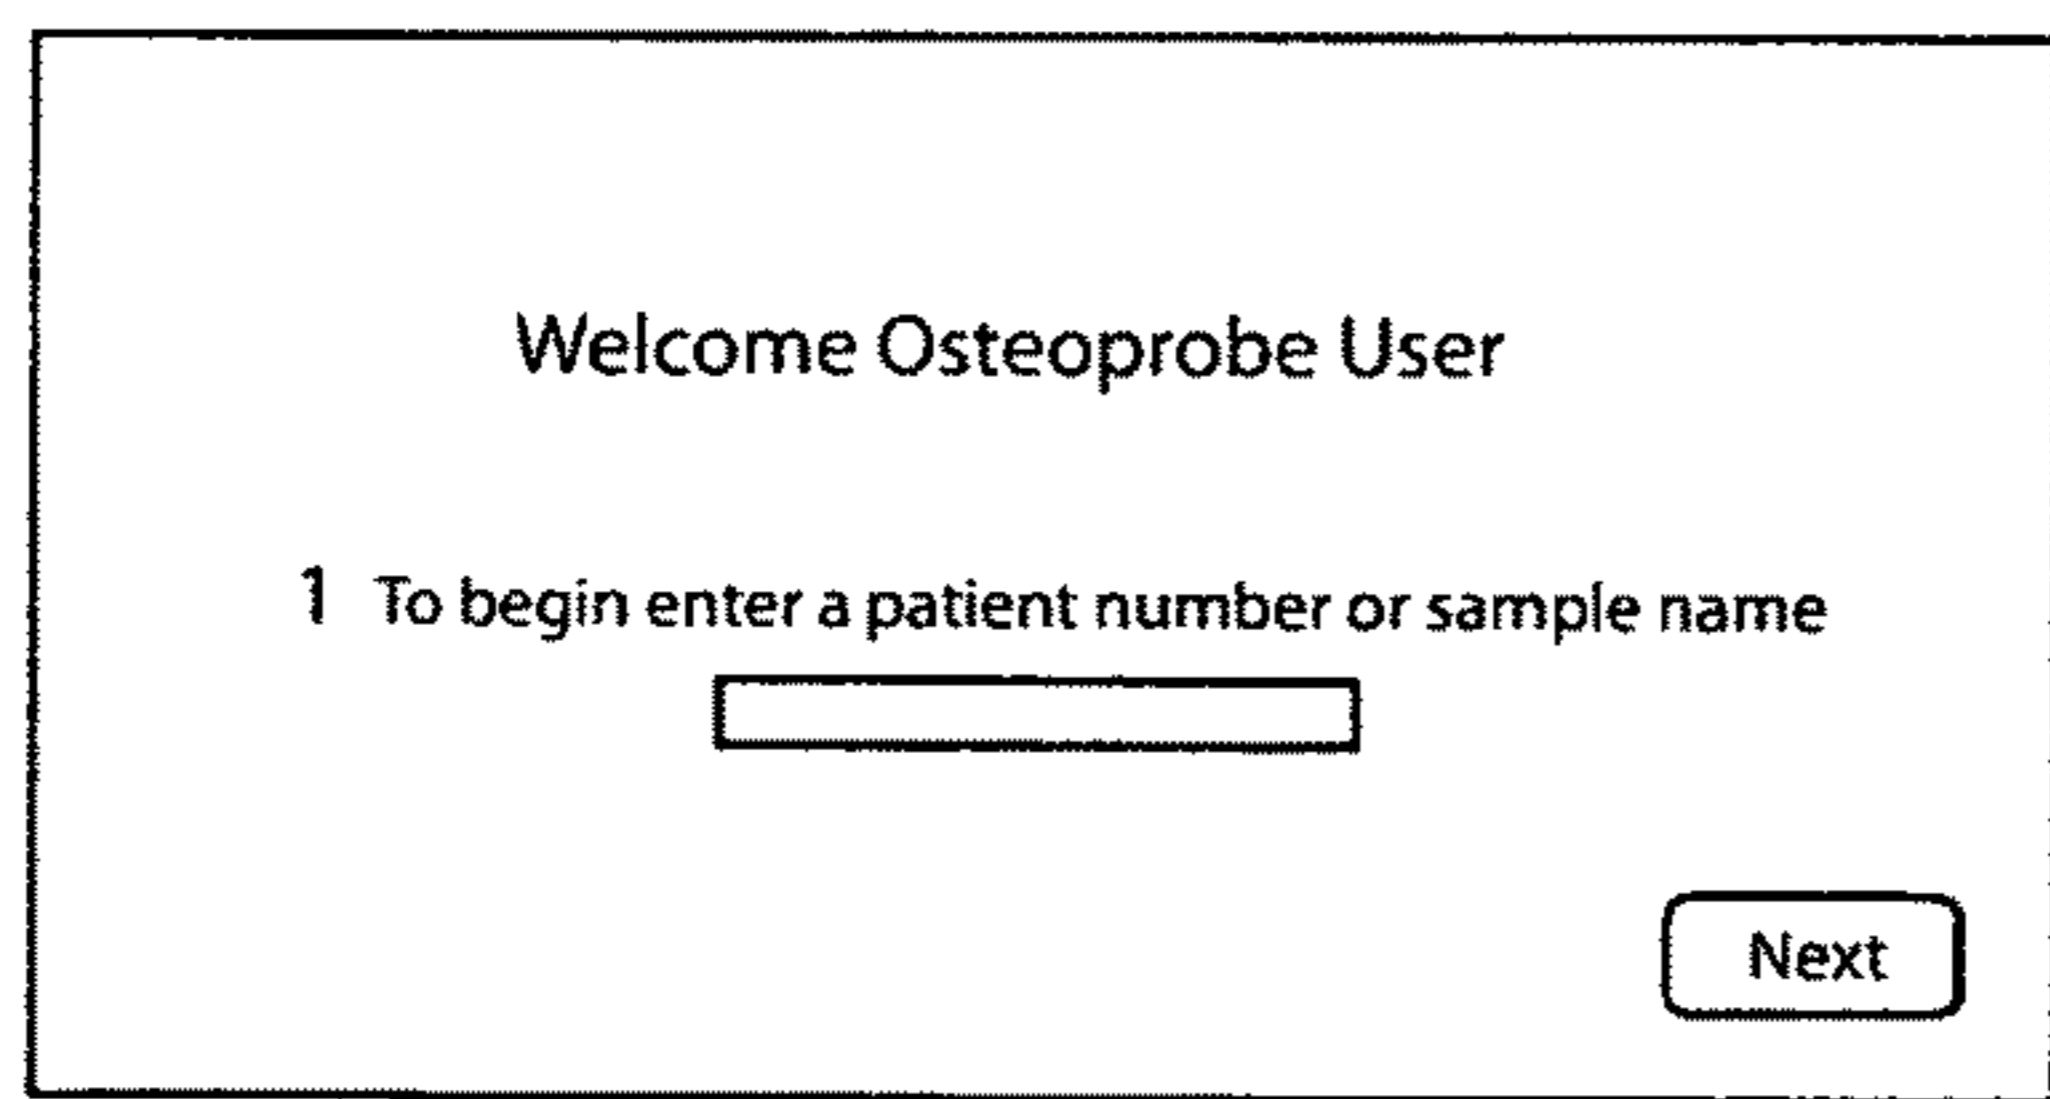 Welcome Osteoprobe User
1 To begin enter a patient number or sample name
Next